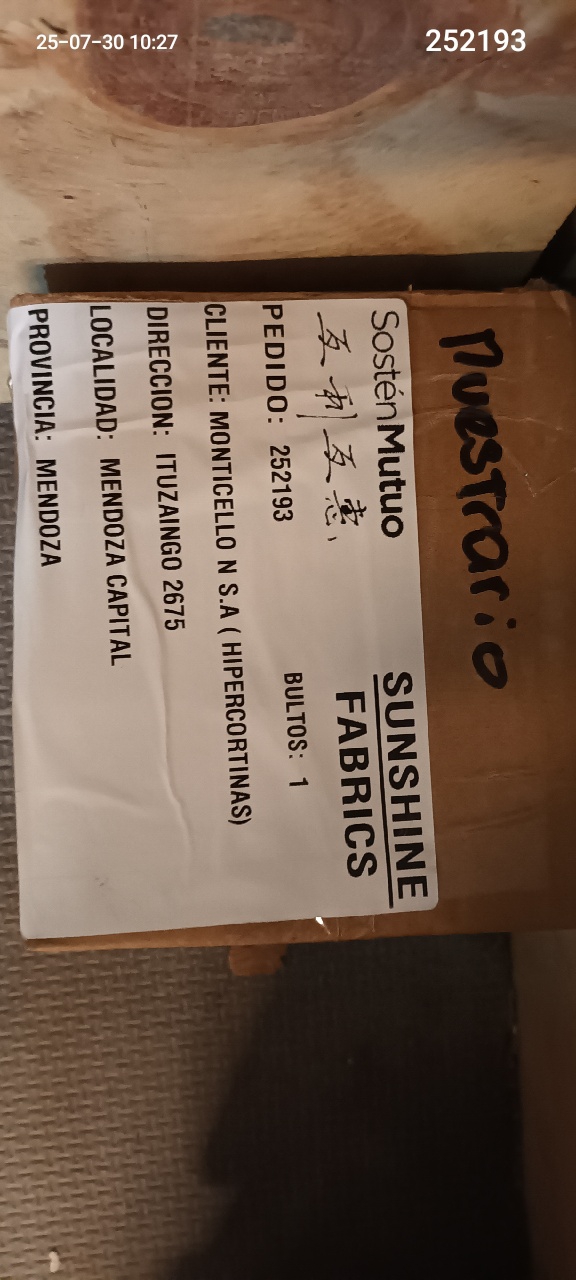 25-07-30 10:27
252193
Muestrario
SosténMutuo
SUNSHINE
FABRICS
互利互惠
PEDIDO: 252193
BULTOS: 1
CLIENTE: MONTICELLO N S.A ( HIPERCORTINAS)
DIRECCION: ITUZAINGO 2675
LOCALIDAD: MENDOZA CAPITAL
PROVINCIA: MENDOZA